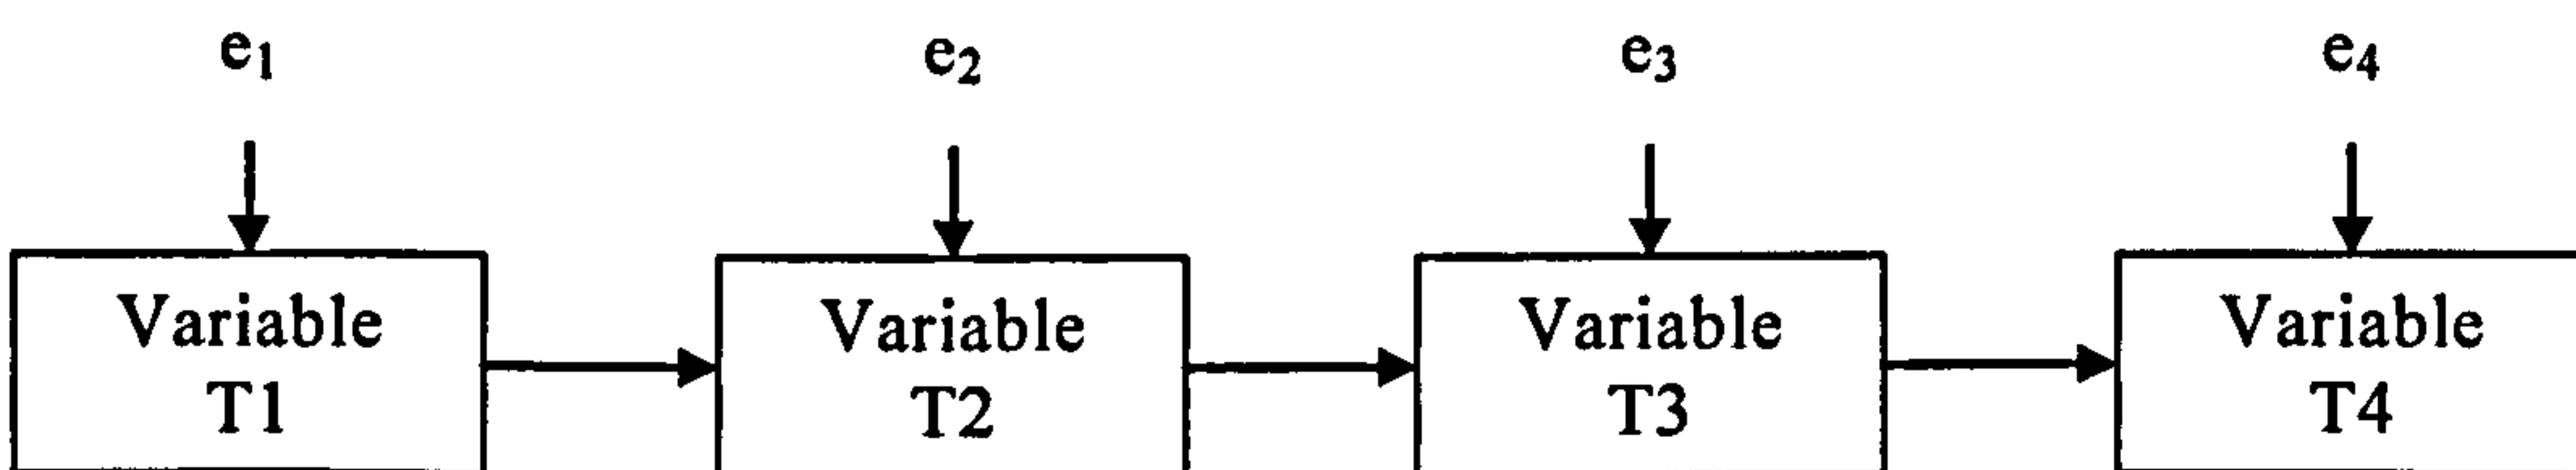 e₁ e₂ e₃ e₄
Variable Variable Variable Variable
T1 T2 T3 T4